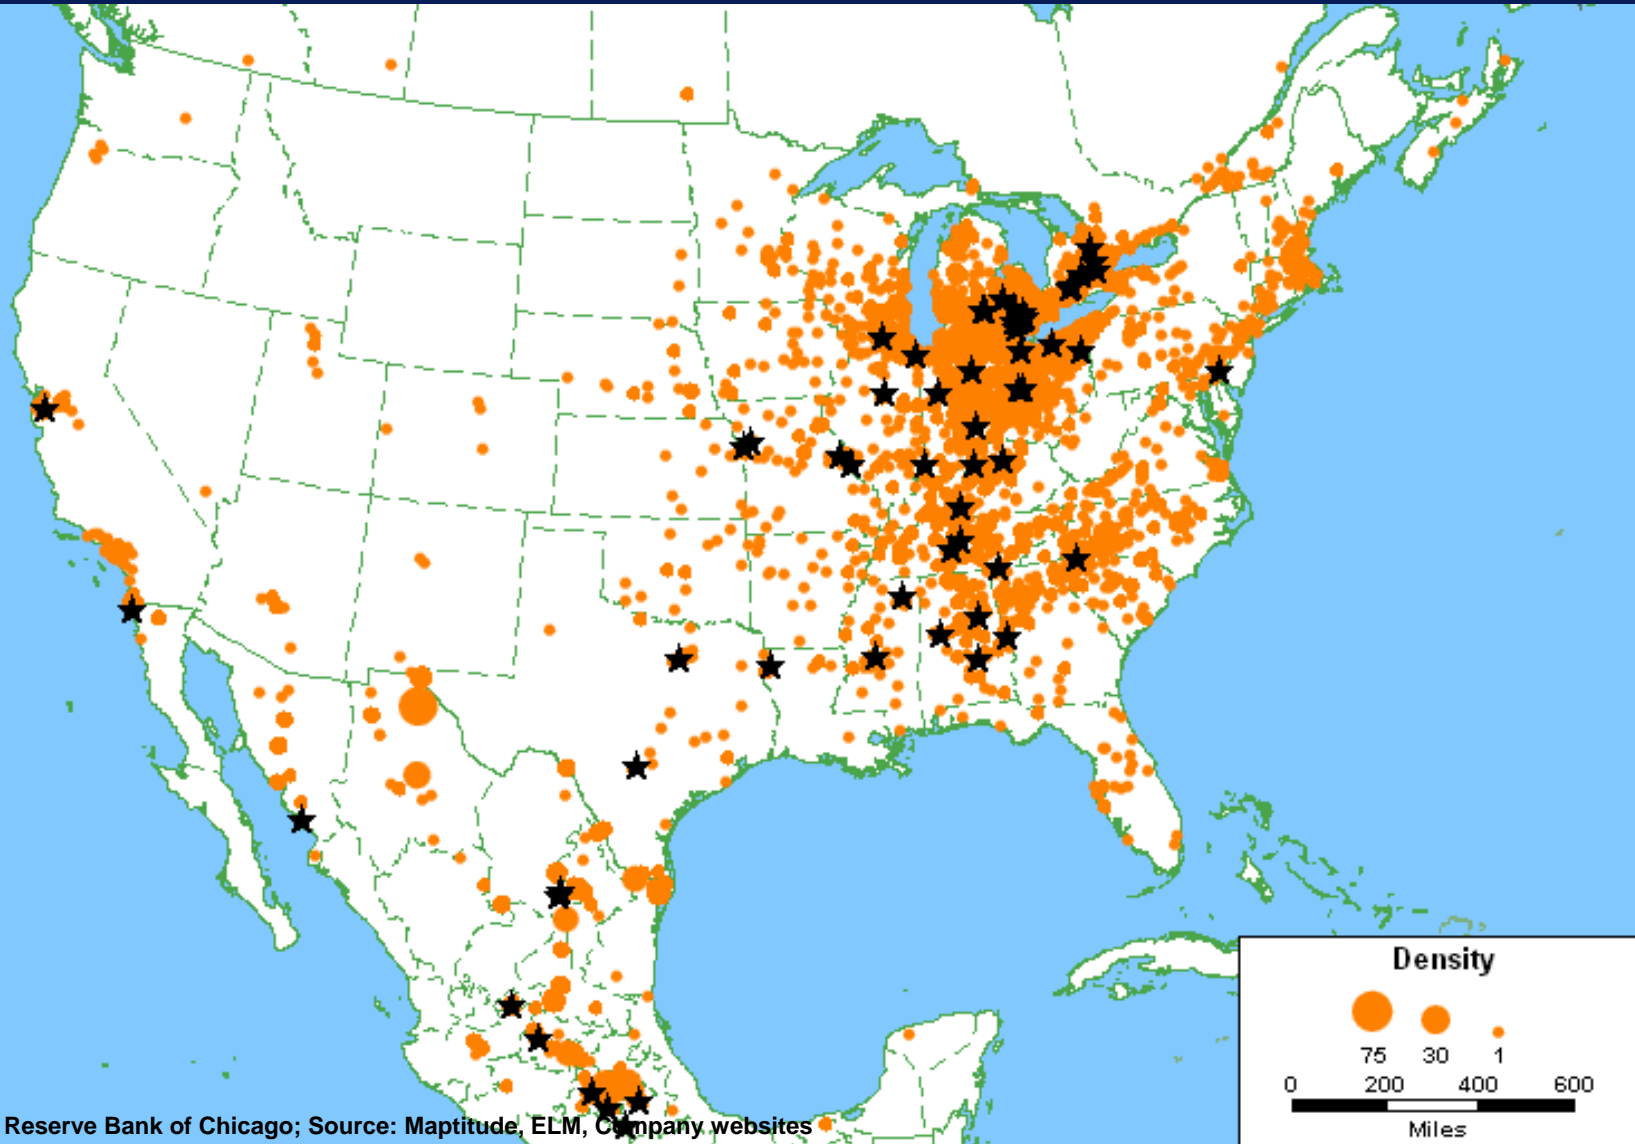 Density
75 30 1
0 200 400 600
Miles
Reserve Bank of Chicago; Source: Maptitude, ELM, Company websites